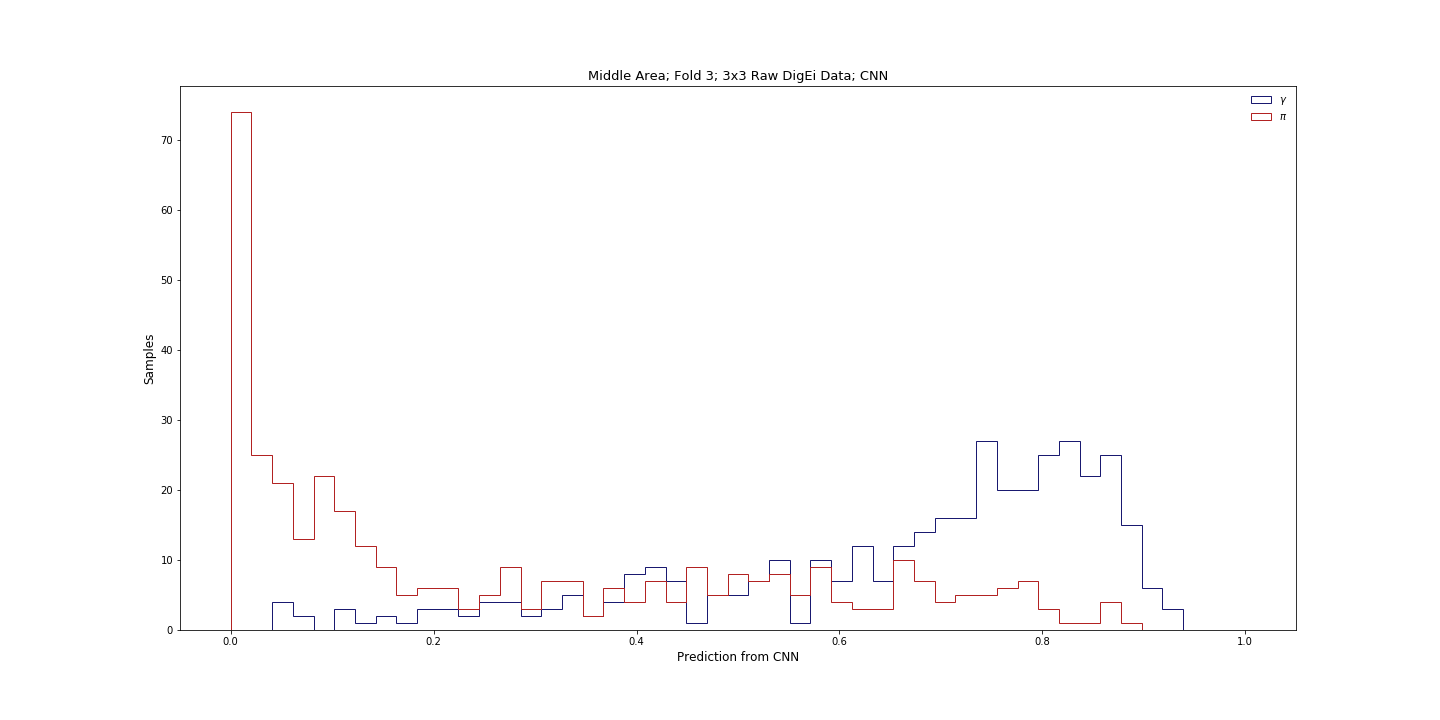 Middle Area; Fold 3; 3x3 Raw DigEi Data; CNN
γ
π
Samples
70
60
50
40
30
20
10
0
0.0 0.2 0.4 0.6 0.8 1.0
Prediction from CNN